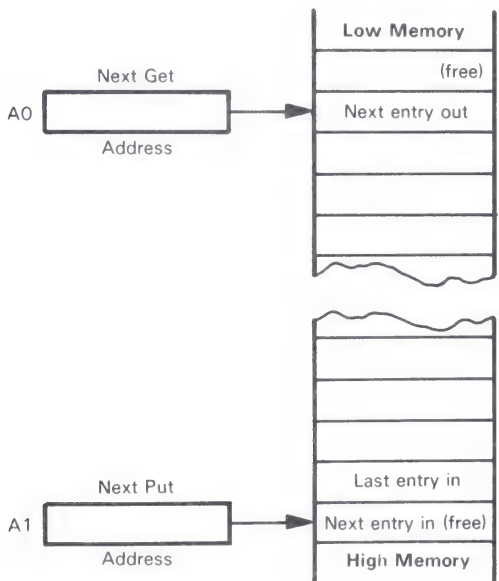 Low Memory
(free)
Next Get
A0
Next entry out
Address
Last entry in
Next Put
A1
Next entry in (free)
Address
High Memory